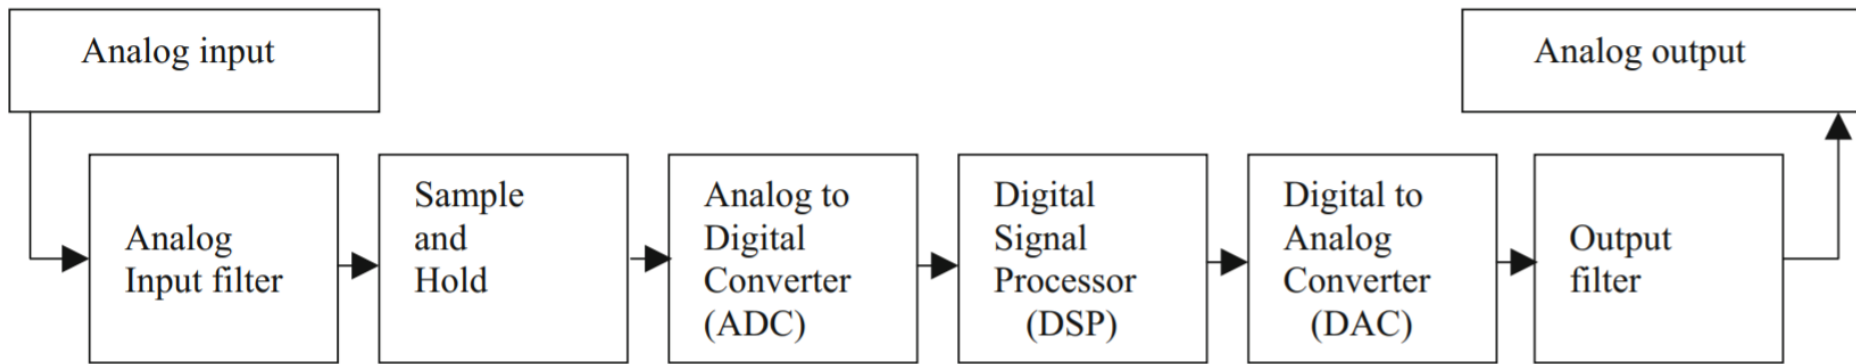 Analog input
Analog output
Analog
Input filter
Sample
and
Hold
Analog to
Digital
Converter
(ADC)
Digital
Signal
Processor
(DSP)
Digital to
Analog
Converter
(DAC)
Output
filter